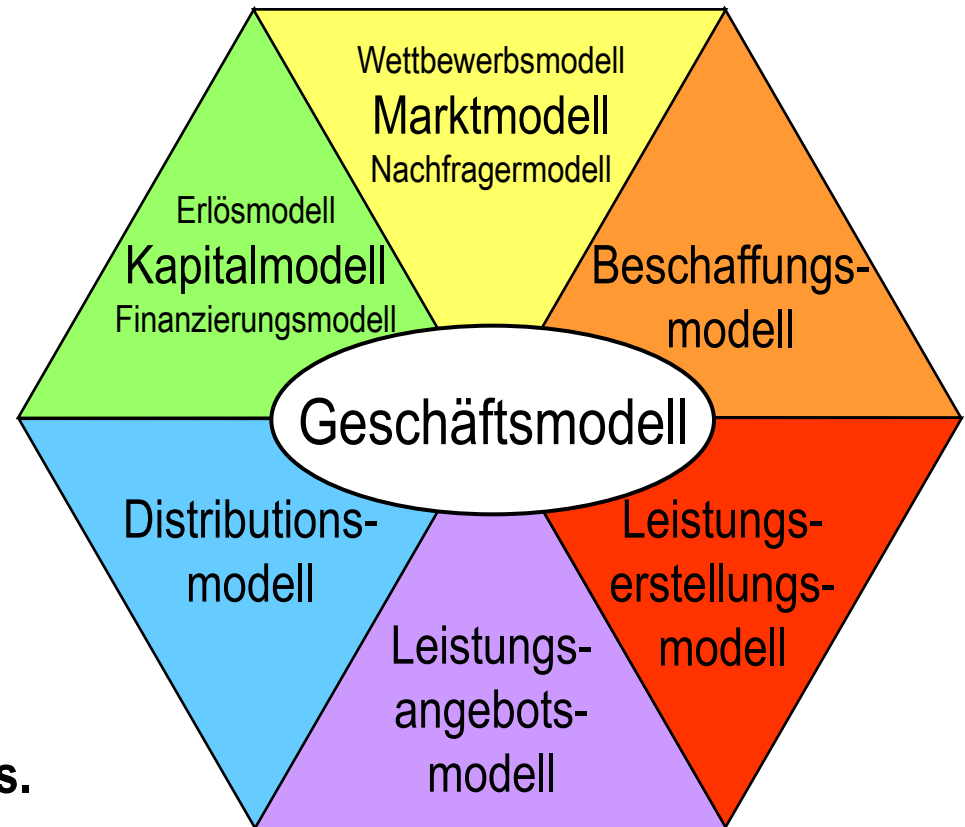 Wettbewerbsmodell
Marktmodell
Nachfragermodell
Erlösmodell
Kapitalmodell
Finanzierungsmodell
Beschaffungs-
modell
Geschäftsmodell
Distributions-
modell
Leistungs-
erstellungs-
modell
Leistungs-
angebots-
modell
s.